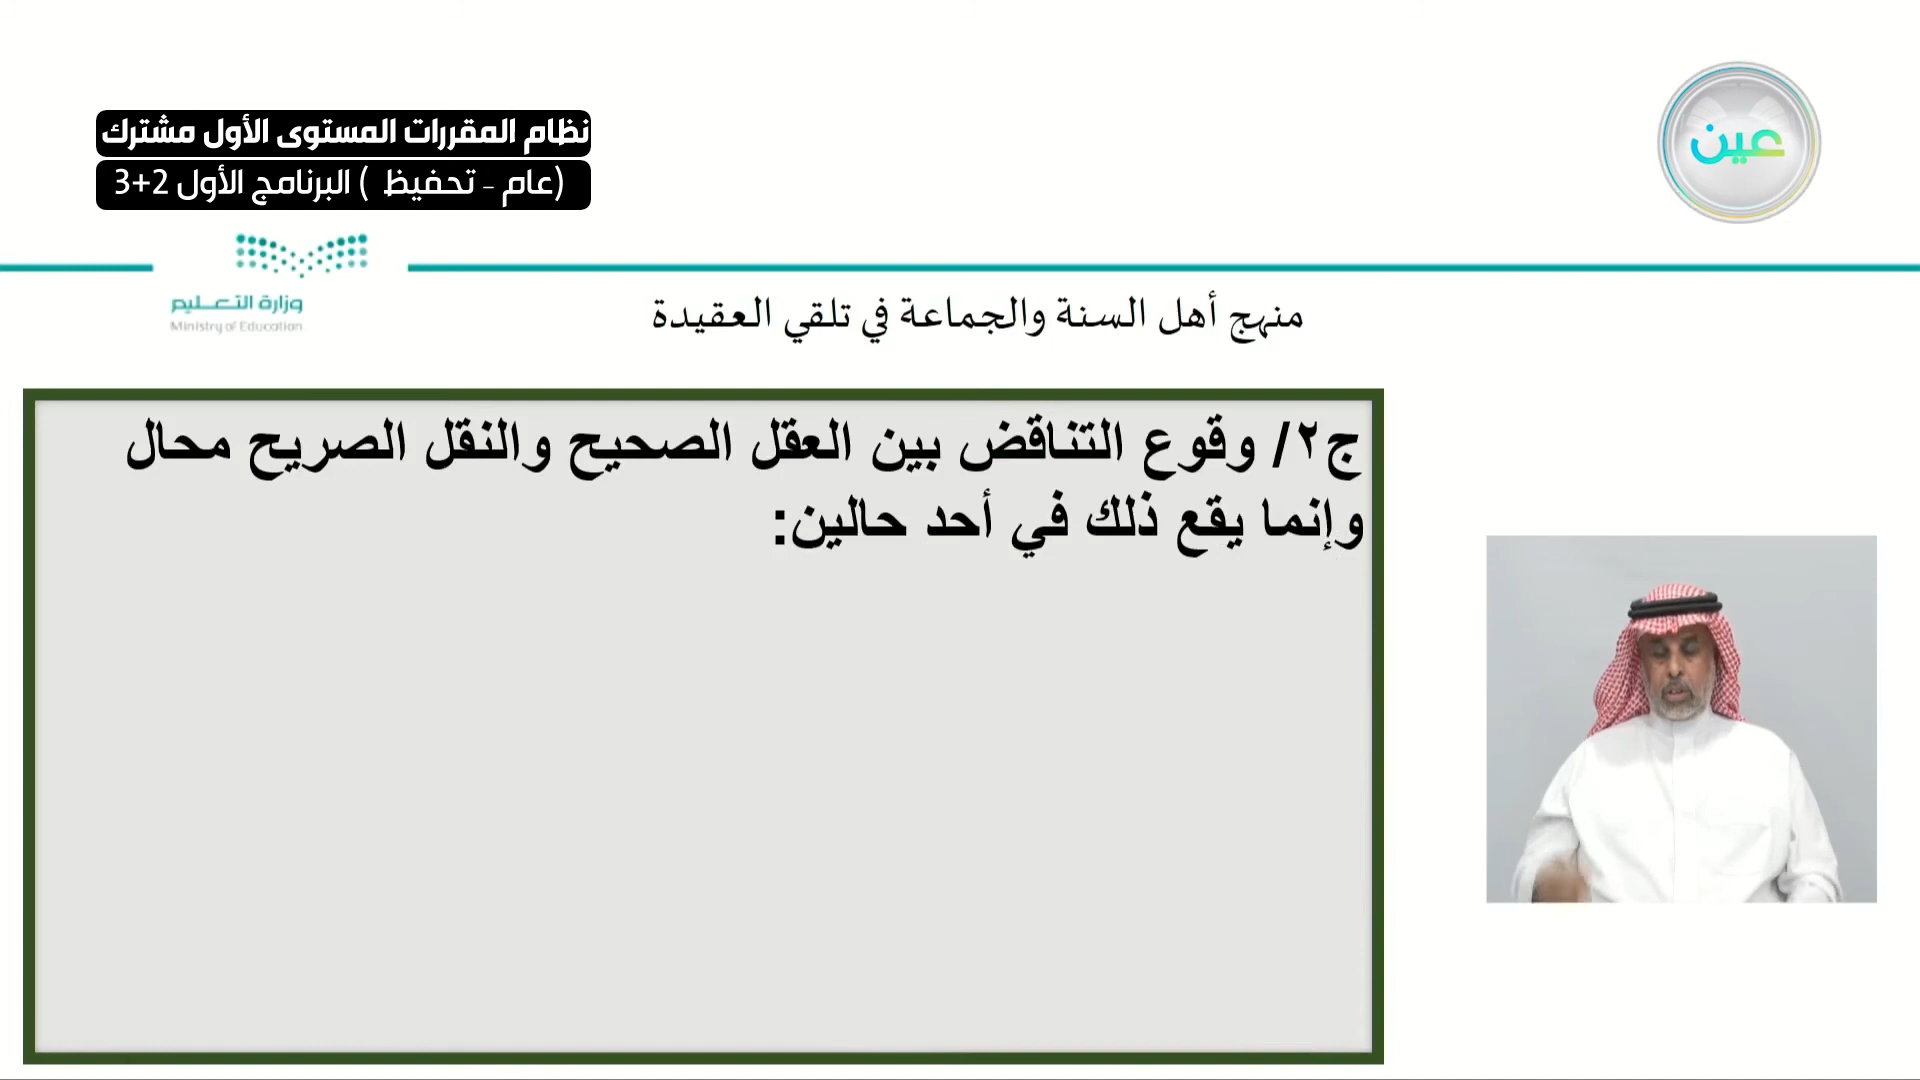 نظام المقررات المستوى الأول مشترك
(عام - تحفيظ ) البرنامج الأول 2+3
عين
وزارة التعليم
Ministry of Education
منهج أهل السنة والجماعة في تلقي العقيدة
ج٢/ وقوع التناقض بين العقل الصحيح والنقل الصريح محال
وإنما يقع ذلك في أحد حالين: